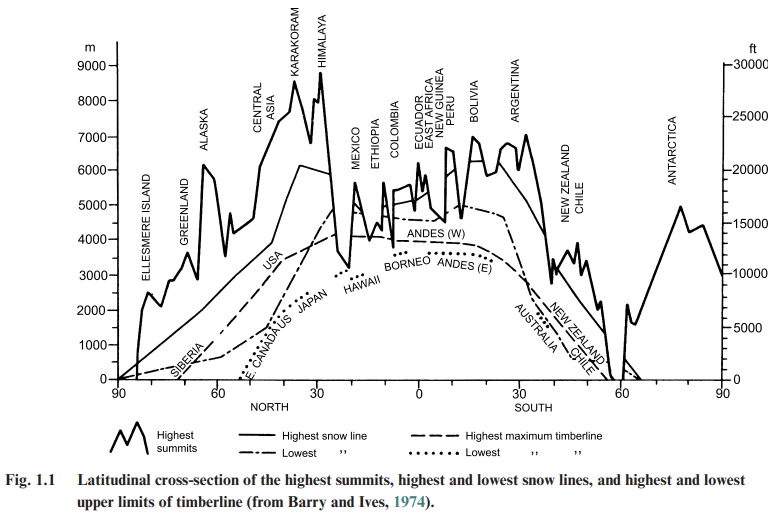 m
ft
9000
8000
7000
6000
5000
4000
3000
2000
1000
0
30000
25000
20000
15000
10000
5000
0
ELLESMERE ISLAND
GREENLAND
ALASKA
CENTRAL
ASIA
KARAKORAM
HIMALAYA
MEXICO
ETHIOPIA
COLOMBIA
ECUADOR
EAST AFRICA
NEW GUINEA
PERU
BOLIVIA
ARGENTINA
NEW ZEALAND
CHILE
ANTARCTICA
USA
SIBERIA
E. CANADA US
JAPAN
HAWAII
BORNEO
ANDES (W)
ANDES (E)
AUSTRALIA
NEW ZEALAND
CHILE
90 60 30 0 30 60 90
NORTH SOUTH
Highest
summits
Highest snow line
Lowest ,, ,,
Highest maximum timberline
Lowest ,, ,,
Fig. 1.1 Latitudinal cross-section of the highest summits, highest and lowest snow lines, and highest and lowest
upper limits of timberline (from Barry and Ives, 1974).